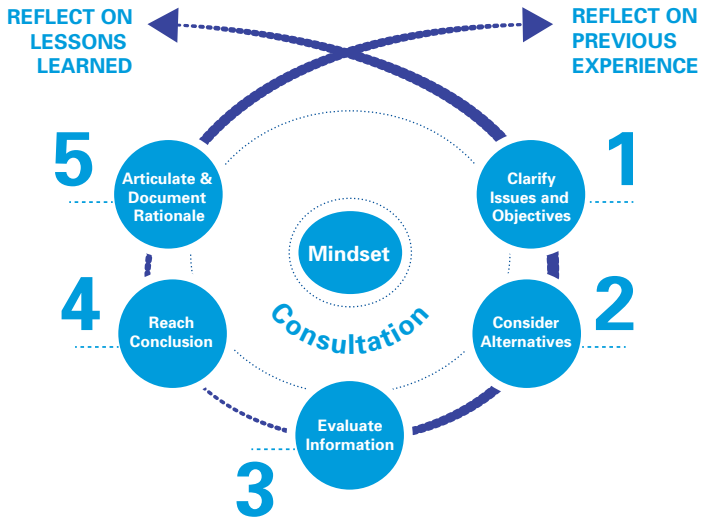 REFLECT ON
LESSONS
LEARNED
REFLECT ON
PREVIOUS
EXPERIENCE
1
Clarify
Issues and
Objectives
2
Consider
Alternatives
3
Evaluate
Information
4
Reach
Conclusion
5
Articulate &
Document
Rationale
Mindset
Consultation